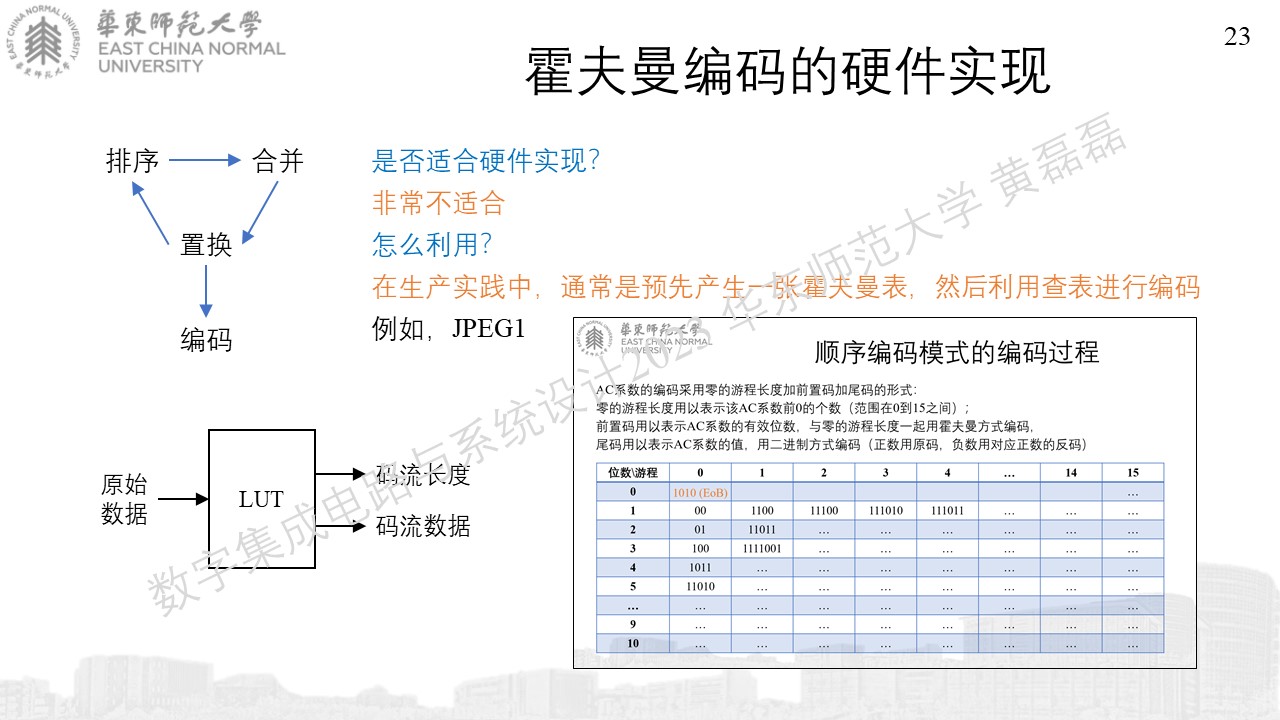 華東師範大學
EAST CHINA NORMAL
UNIVERSITY
EAST CHINA NORMAL UNIVERSITY
華東師範大學
23
霍夫曼编码的硬件实现
排序
合并
置换
编码
是否适合硬件实现?
非常不适合
怎么利用?
在生产实践中，通常是预先产生一张霍夫曼表，然后利用查表进行编码
例如，JPEG1
原始
数据
LUT
码流长度
码流数据
華東師範大學
EAST CHINA NORMAL
UNIVERSITY
顺序编码模式的编码过程
AC系数的编码采用零的游程长度加前置码加尾码的形式:
零的游程长度用以表示该AC系数前0的个数（范围在0到15之间）;
前置码用以表示AC系数的有效位数，与零的游程长度一起用霍夫曼方式编码,
尾码用以表示AC系数的值，用二进制方式编码（正数用原码，负数用对应正数的反码）
位数\游程 0 1 2 3 4 … 14 15
0 1010 (EoB) …
1 00 1100 11100 111010 111011 … … …
2 01 11011 … … … … … …
3 100 1111001 … … … … … …
4 1011 … … … … … … …
5 11010 … … … … … … …
… … … … … … … … …
9 … … … … … … … …
10 … … … … … … … …
数字集成电路与系统设计2023 华东师范大学 黄磊磊